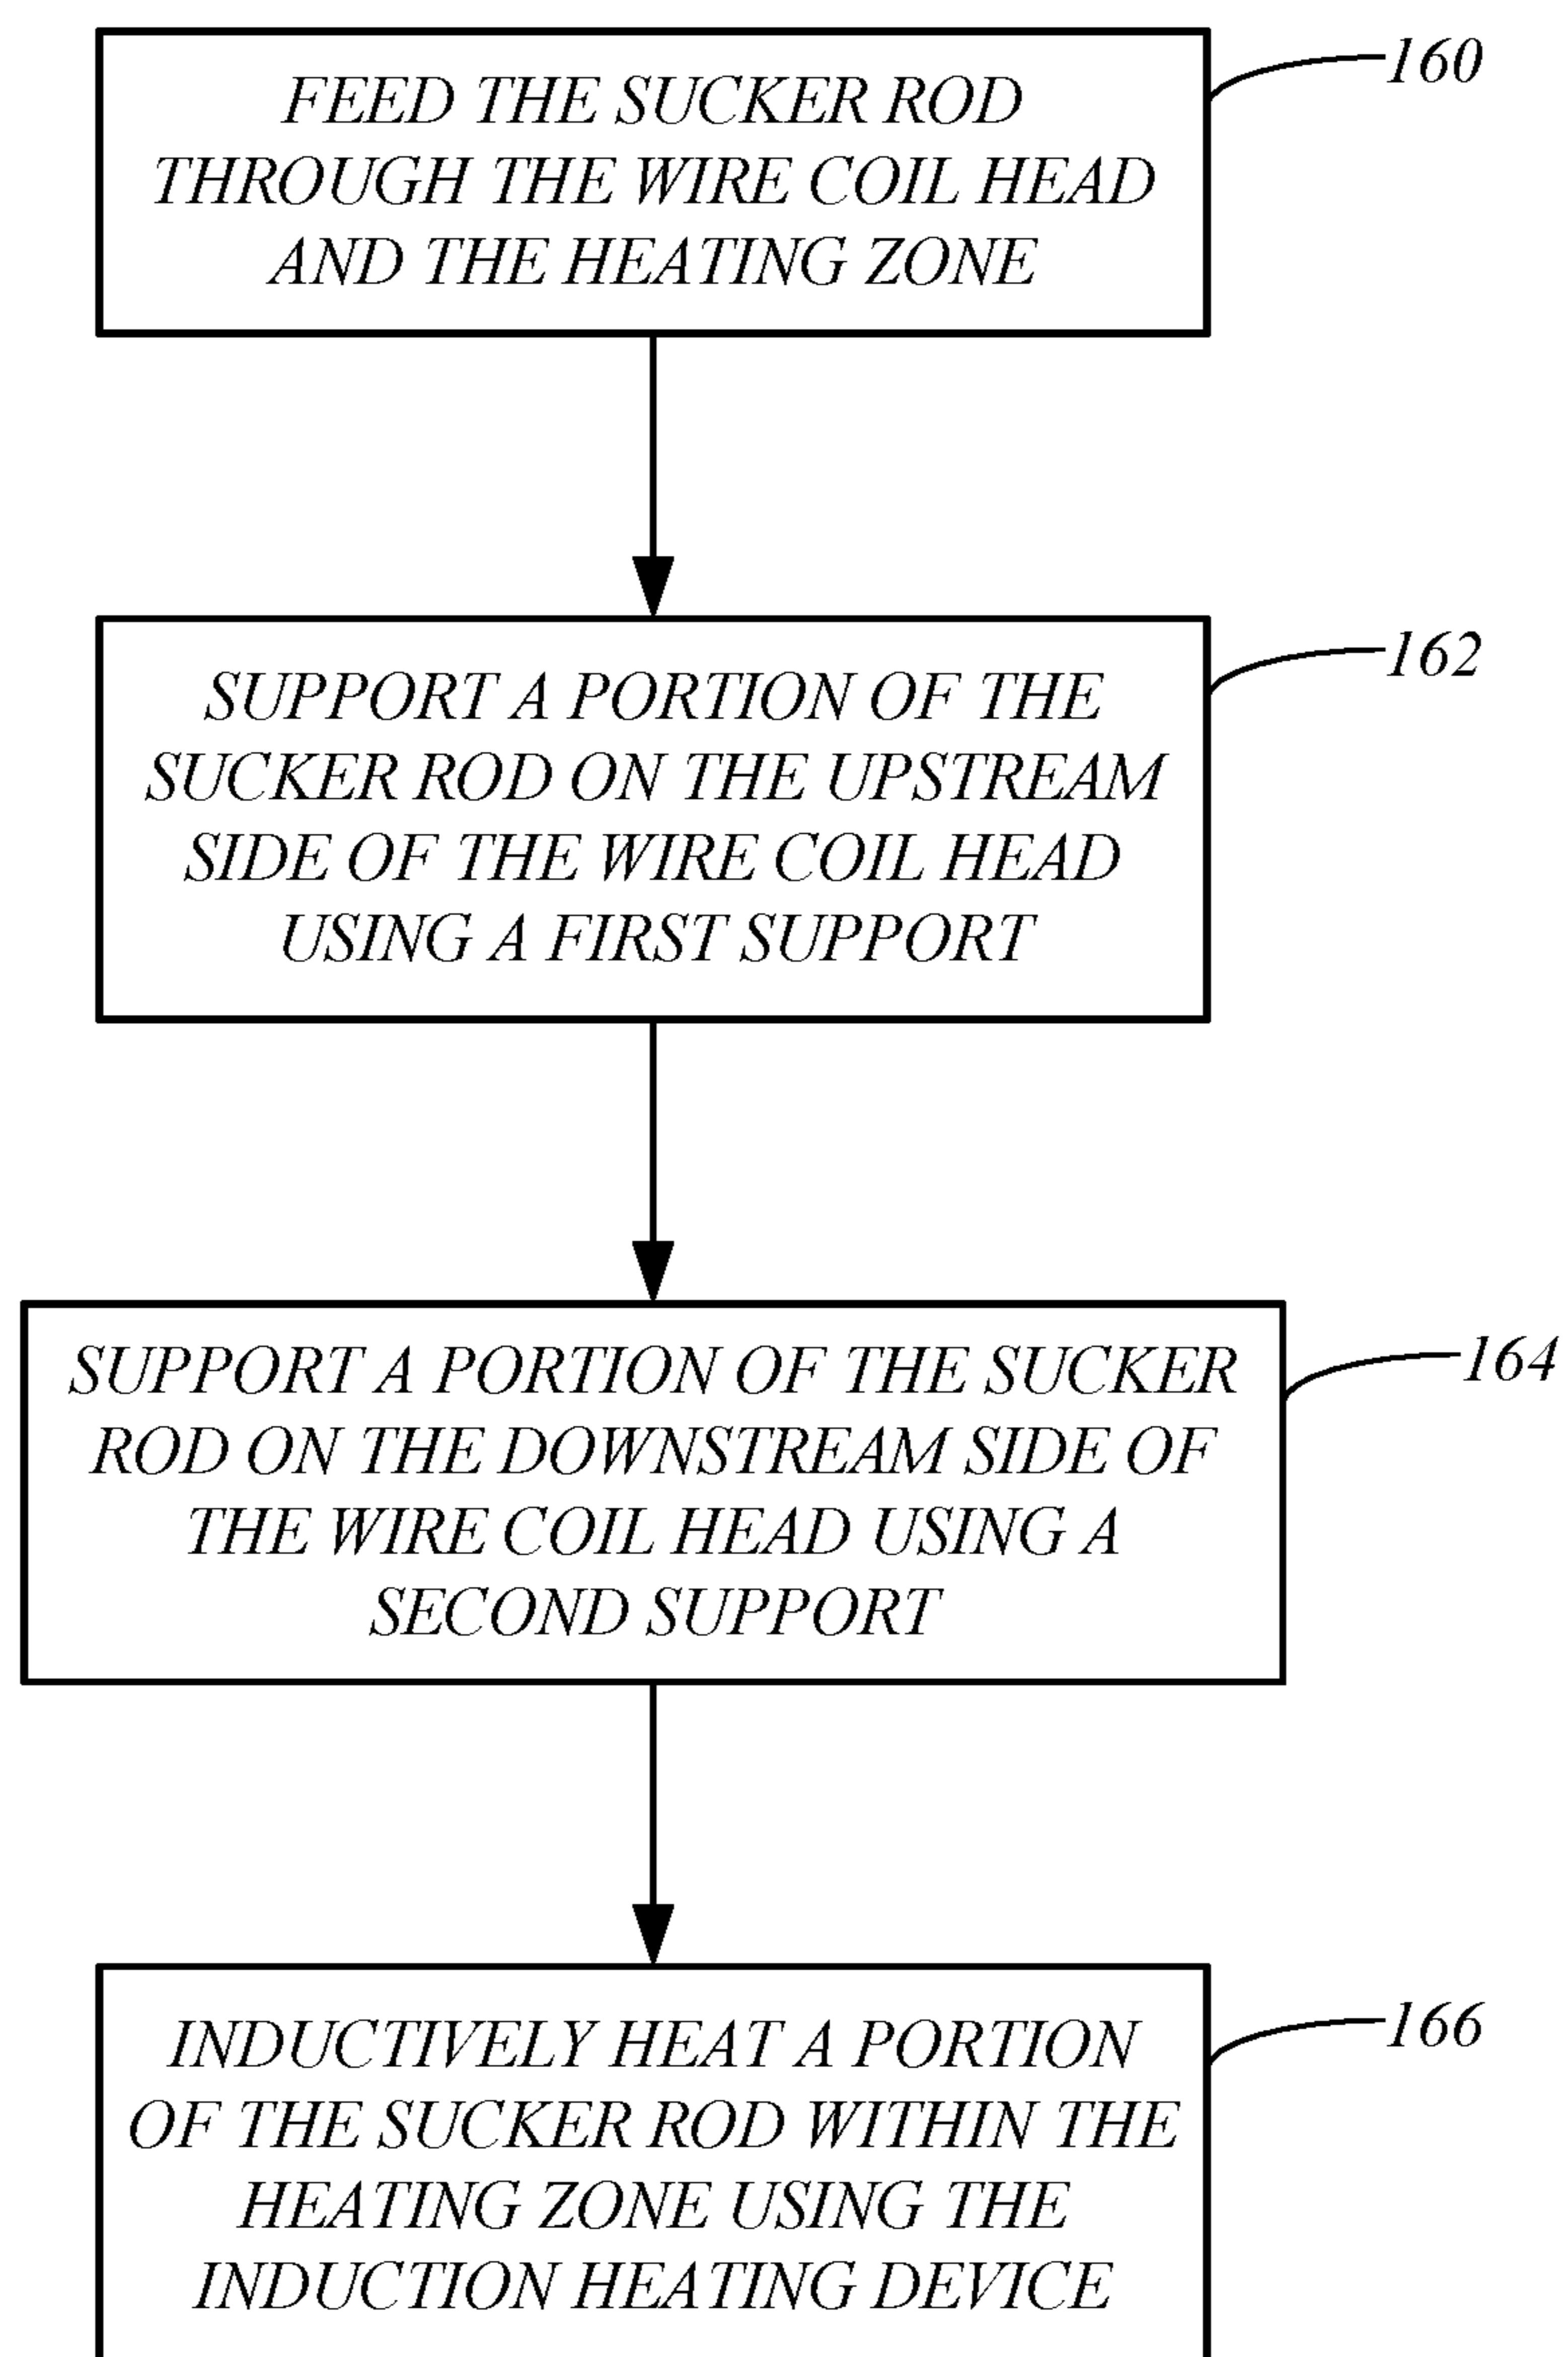 FEED THE SUCKER ROD
THROUGH THE WIRE COIL HEAD
AND THE HEATING ZONE
160
SUPPORT A PORTION OF THE
SUCKER ROD ON THE UPSTREAM
SIDE OF THE WIRE COIL HEAD
USING A FIRST SUPPORT
162
SUPPORT A PORTION OF THE SUCKER
ROD ON THE DOWNSTREAM SIDE OF
THE WIRE COIL HEAD USING A
SECOND SUPPORT
164
INDUCTIVELY HEAT A PORTION
OF THE SUCKER ROD WITHIN THE
HEATING ZONE USING THE
INDUCTION HEATING DEVICE
166